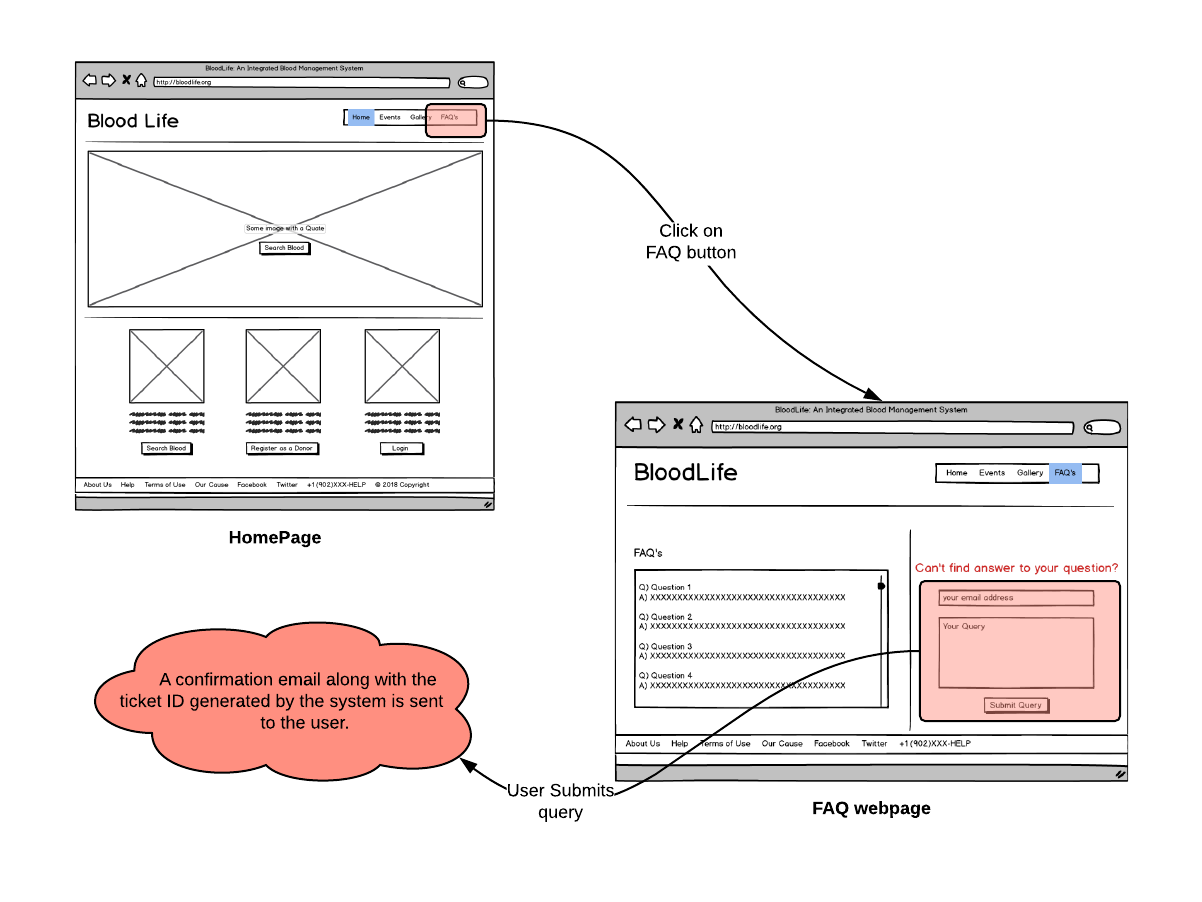 BloodLife: An Integrated Blood Management System
http://bloodlife.org
Blood Life
Home Events Gallery FAQ's
Some image with a Quote
Search Blood
Search Blood Register as a Donor Login
About Us Help Terms of Use Our Cause Facebook Twitter +1(902)XXX-HELP © 2018 Copyright
HomePage
Click on
FAQ button
BloodLife: An Integrated Blood Management System
http://bloodlife.org
BloodLife
Home Events Gallery FAQ's
FAQ's
Q) Question 1
A) XXXXXXXXXXXXXXXXXXXXXXXXXXXXXXXXXXX
Q) Question 2
A) XXXXXXXXXXXXXXXXXXXXXXXXXXXXXXXXXXX
Q) Question 3
A) XXXXXXXXXXXXXXXXXXXXXXXXXXXXXXXXXXX
Q) Question 4
A) XXXXXXXXXXXXXXXXXXXXXXXXXXXXXXXXXXX
Can't find answer to your question?
your email address
Your Query
Submit Query
About Us Help Terms of Use Our Cause Facebook Twitter +1(902)XXX-HELP
FAQ webpage
User Submits
query
A confirmation email along with the
ticket ID generated by the system is sent
to the user.